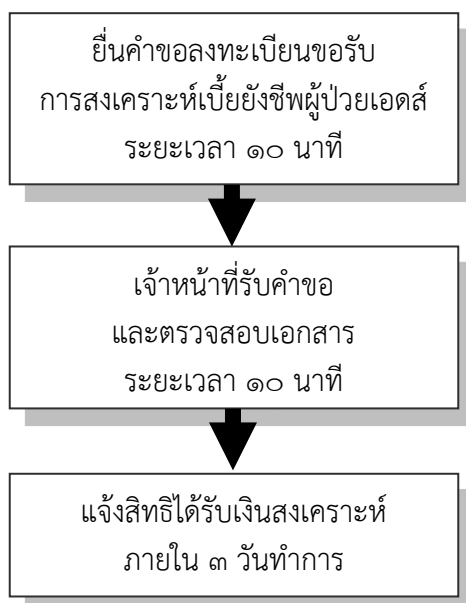 ยื่นคำขอลงทะเบียนขอรับ
การสงเคราะห์เบี้ยยังชีพผู้ป่วยเอดส์
ระยะเวลา ๑๐ นาที
เจ้าหน้าที่รับคำขอ
และตรวจสอบเอกสาร
ระยะเวลา ๑๐ นาที
แจ้งสิทธิได้รับเงินสงเคราะห์
ภายใน ๓ วันทำการ